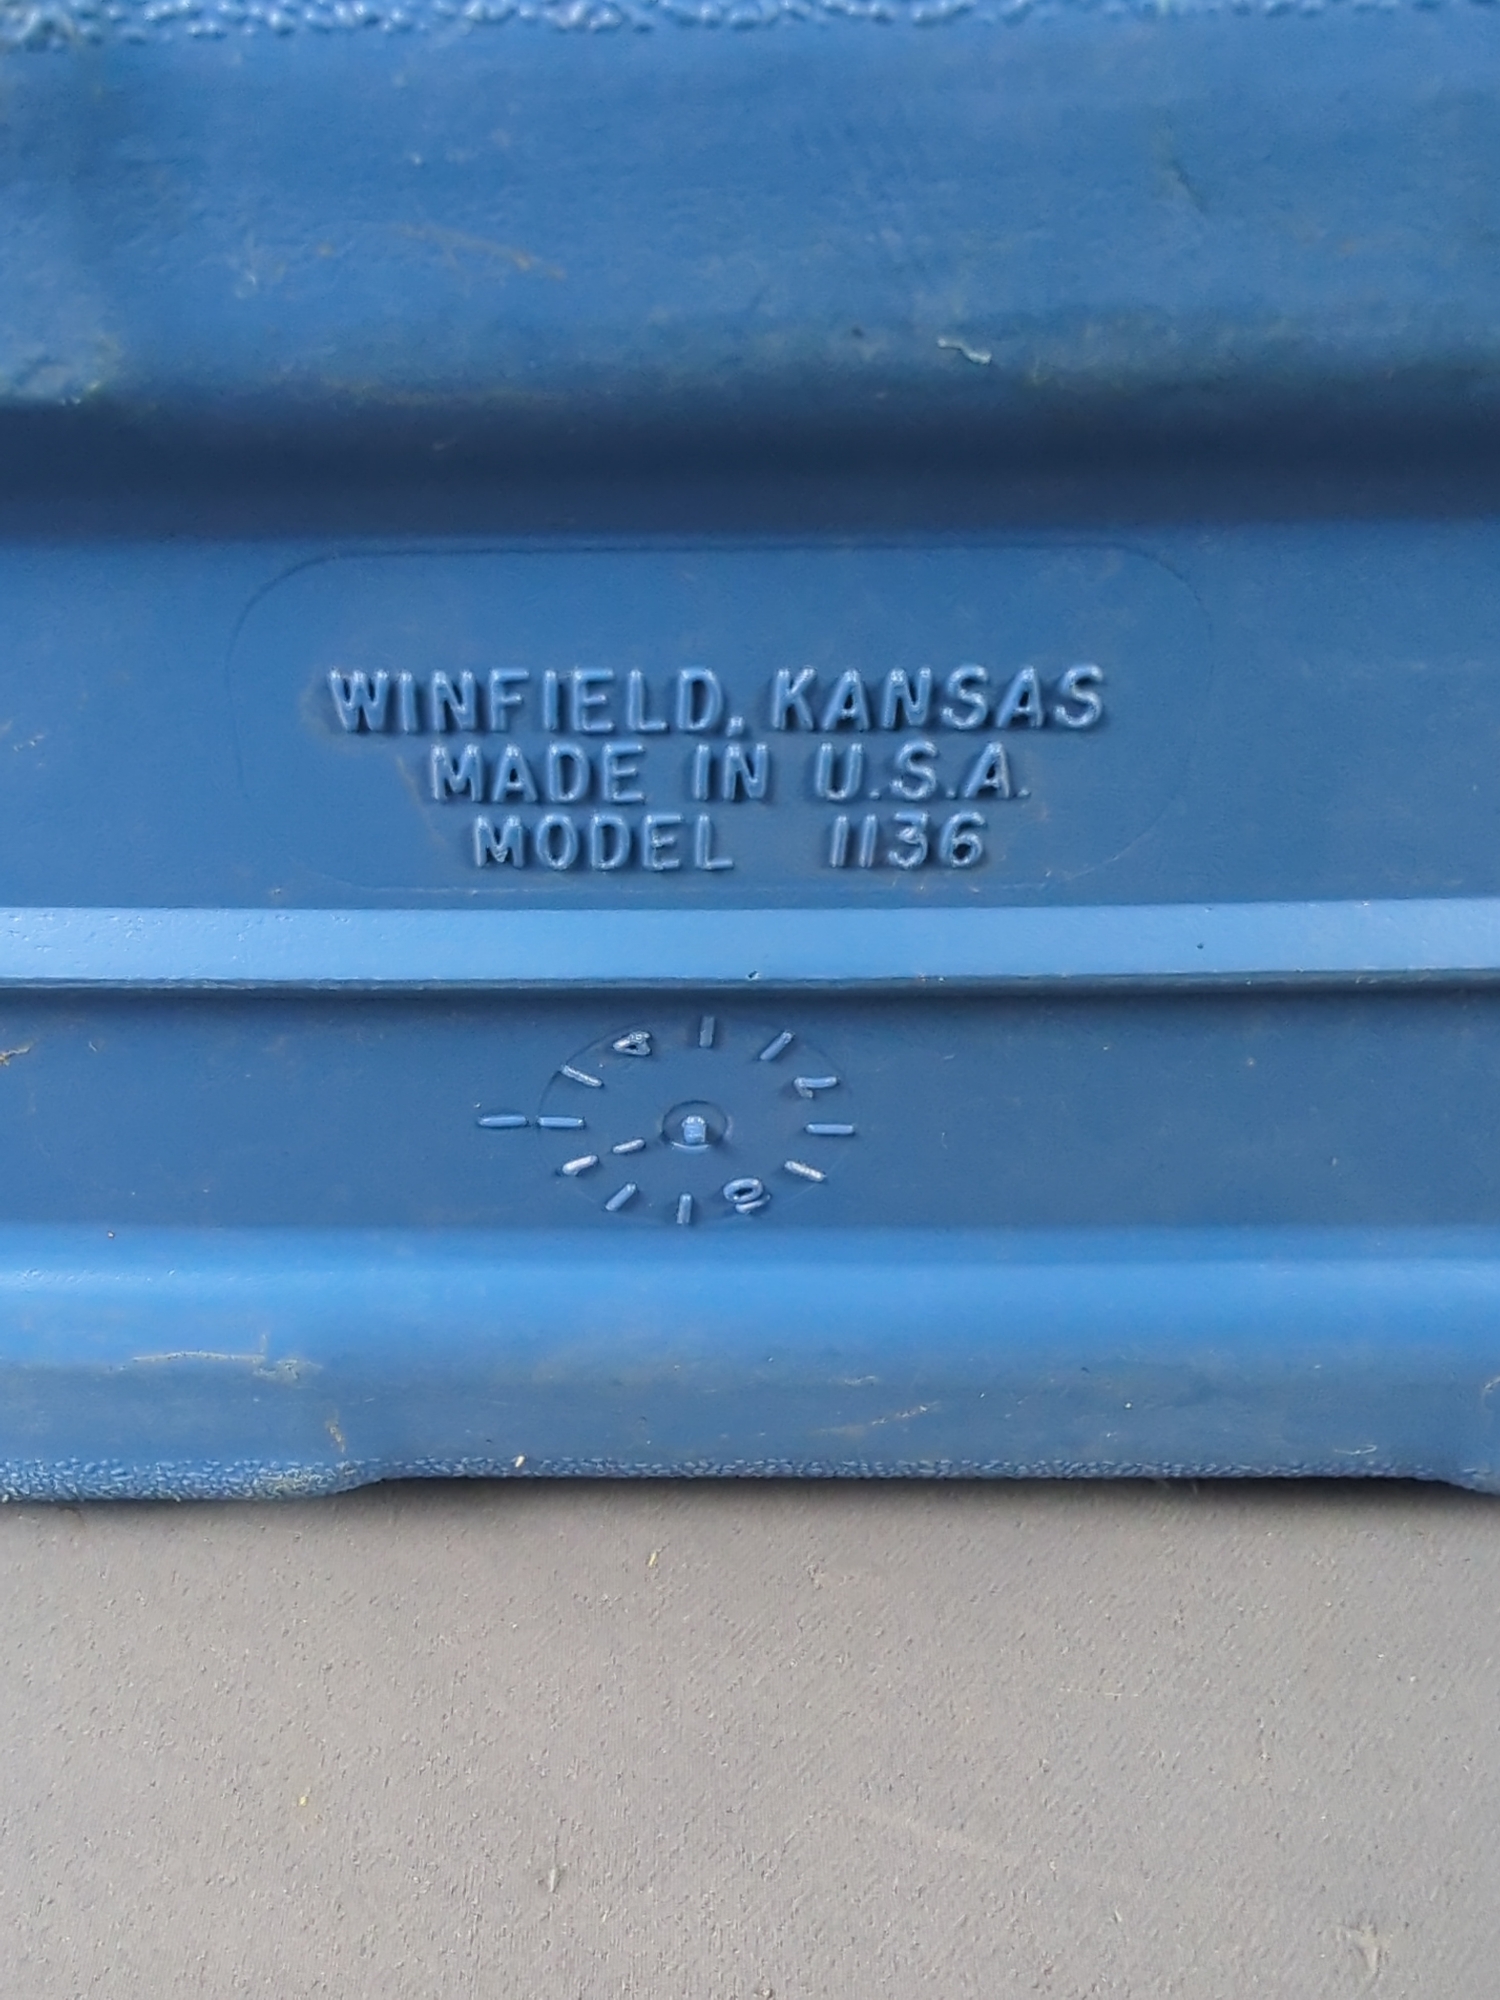 WINFIELD, KANSAS
MADE IN U.S.A.
MODEL 1136